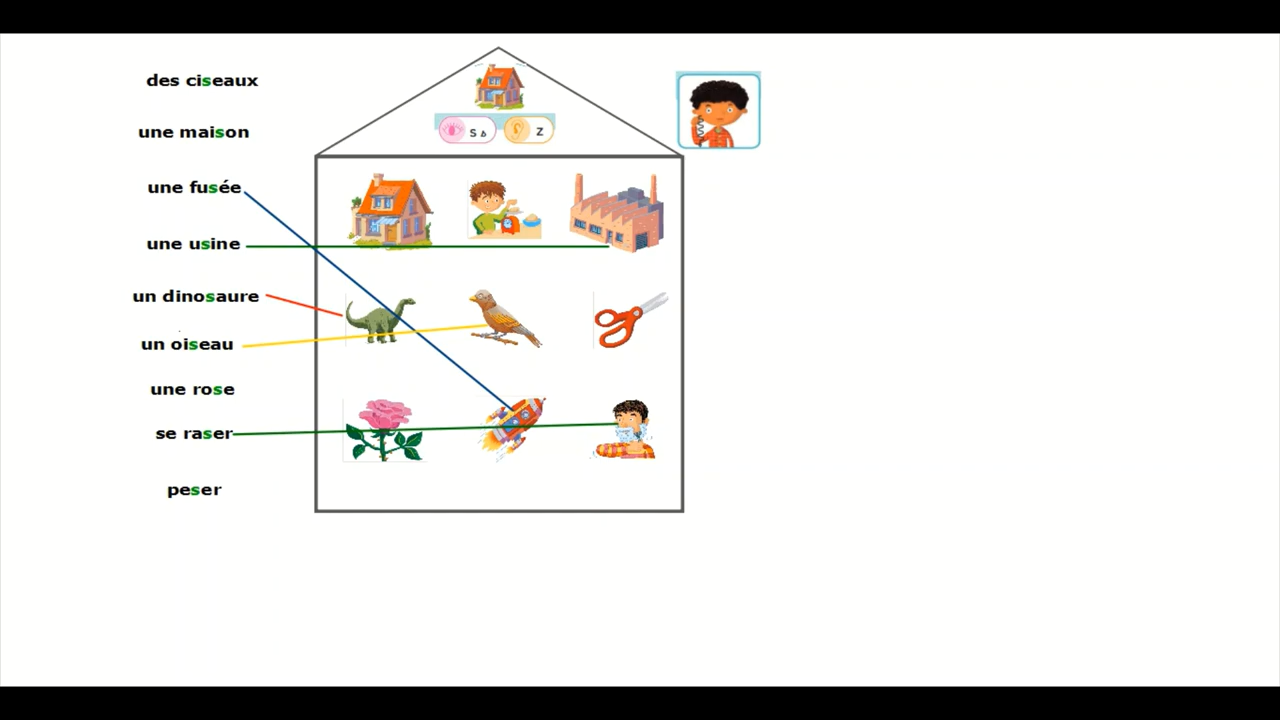 des ciseaux
une maison
s s
z
une fusée
une usine
un dinosaure
un oiseau
une rose
se raser
peser